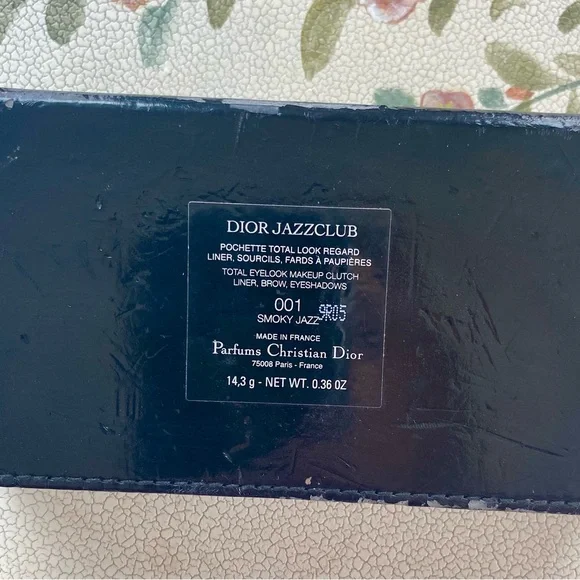 DIOR JAZZCLUB
POCHETTE TOTAL LOOK REGARD
LINER, SOURCILS, FARDS À PAUPIÈRES
TOTAL EYELOOK MAKEUP CLUTCH
LINER, BROW, EYESHADOWS
001
SMOKY JAZZ 9R05
MADE IN FRANCE
Parfums Christian Dior
75008 Paris - France
14,3 g - NET WT. 0.36 OZ